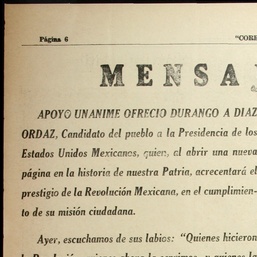 Página 6
"CORR
MENSA
APOYO UNANIME OFRECIO DURANGO A DIAZ
ORDAZ, Candidato del pueblo a la Presidencia de los
Estados Unidos Mexicanos, quien, al abrir una nueva
página en la historia de nuestra Patria, acrecentará el
prestigio de la Revolución Mexicana, en el cumplimien-
to de su misión ciudadana.
Ayer, escuchamos de sus labios: "Quienes hicieron